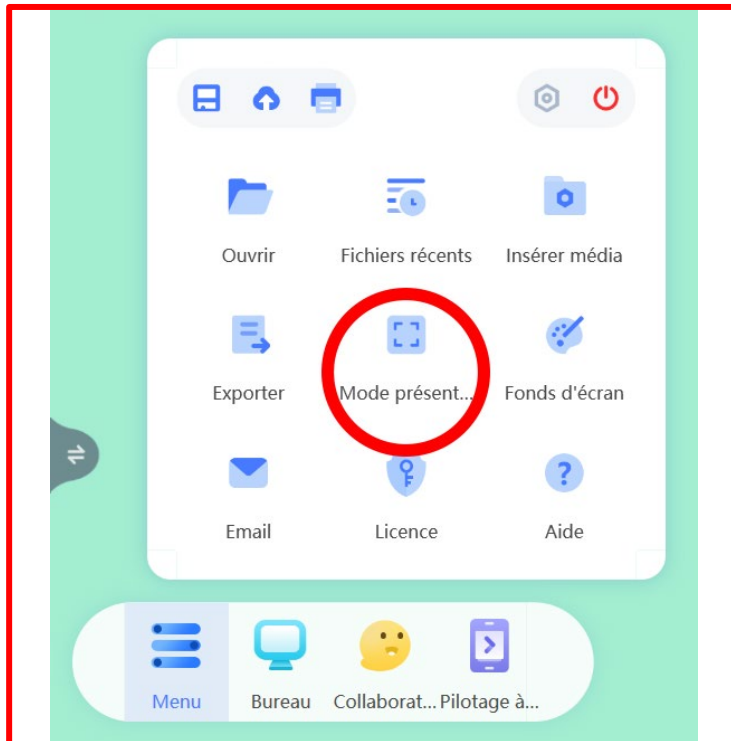 Ouvrir Fichiers récents Insérer média
Exporter Mode présent... Fonds d'écran
Email Licence Aide
Menu Bureau Collaborat... Pilotage à...